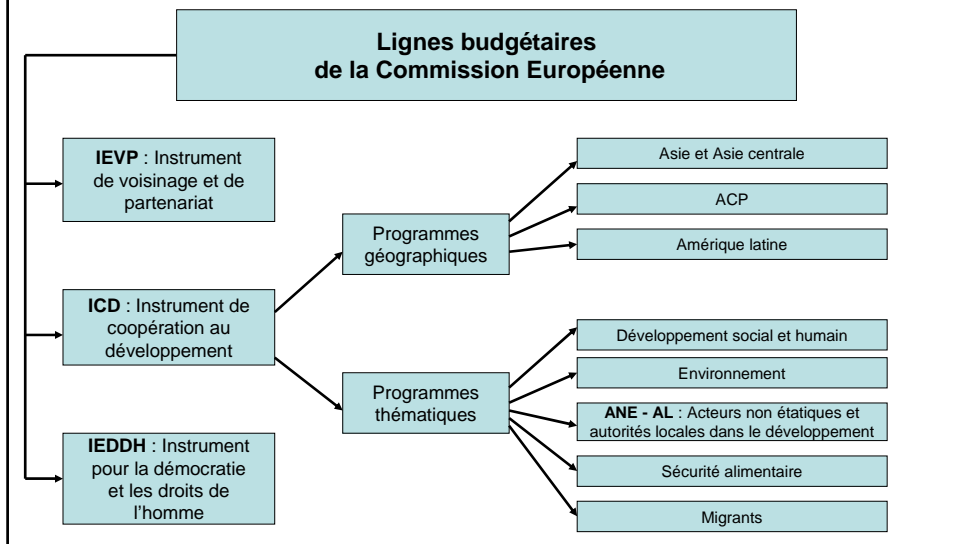 Lignes budgétaires
de la Commission Européenne
IEVP : Instrument
de voisinage et de
partenariat
ICD : Instrument de
coopération au
développement
IEDDH : Instrument
pour la démocratie
et les droits de
l’homme
Programmes
géographiques
Programmes
thématiques
Asie et Asie centrale
ACP
Amérique latine
Développement social et humain
Environnement
ANE - AL : Acteurs non étatiques et
autorités locales dans le développement
Sécurité alimentaire
Migrants